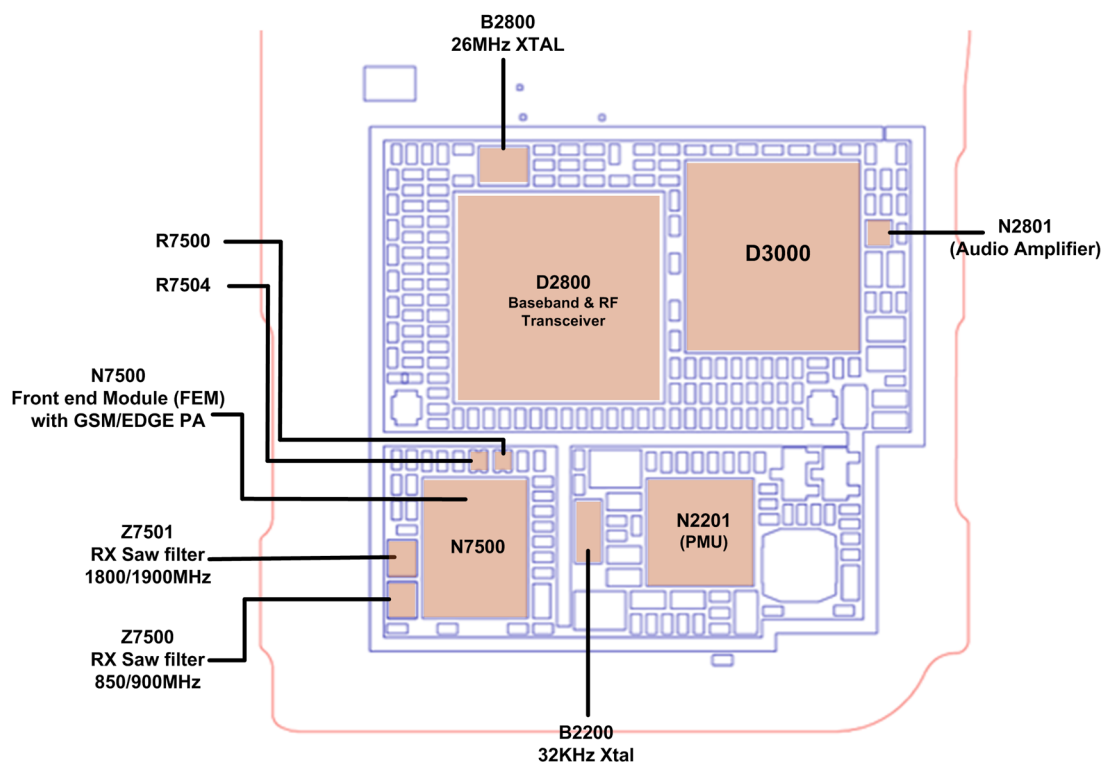 B2800
26MHz XTAL
R7500
R7504
N7500
Front end Module (FEM)
with GSM/EDGE PA
Z7501
RX Saw filter
1800/1900MHz
Z7500
RX Saw filter
850/900MHz
D2800
Baseband & RF
Transceiver
D3000
N2801
(Audio Amplifier)
N7500
N2201
(PMU)
B2200
32KHz Xtal